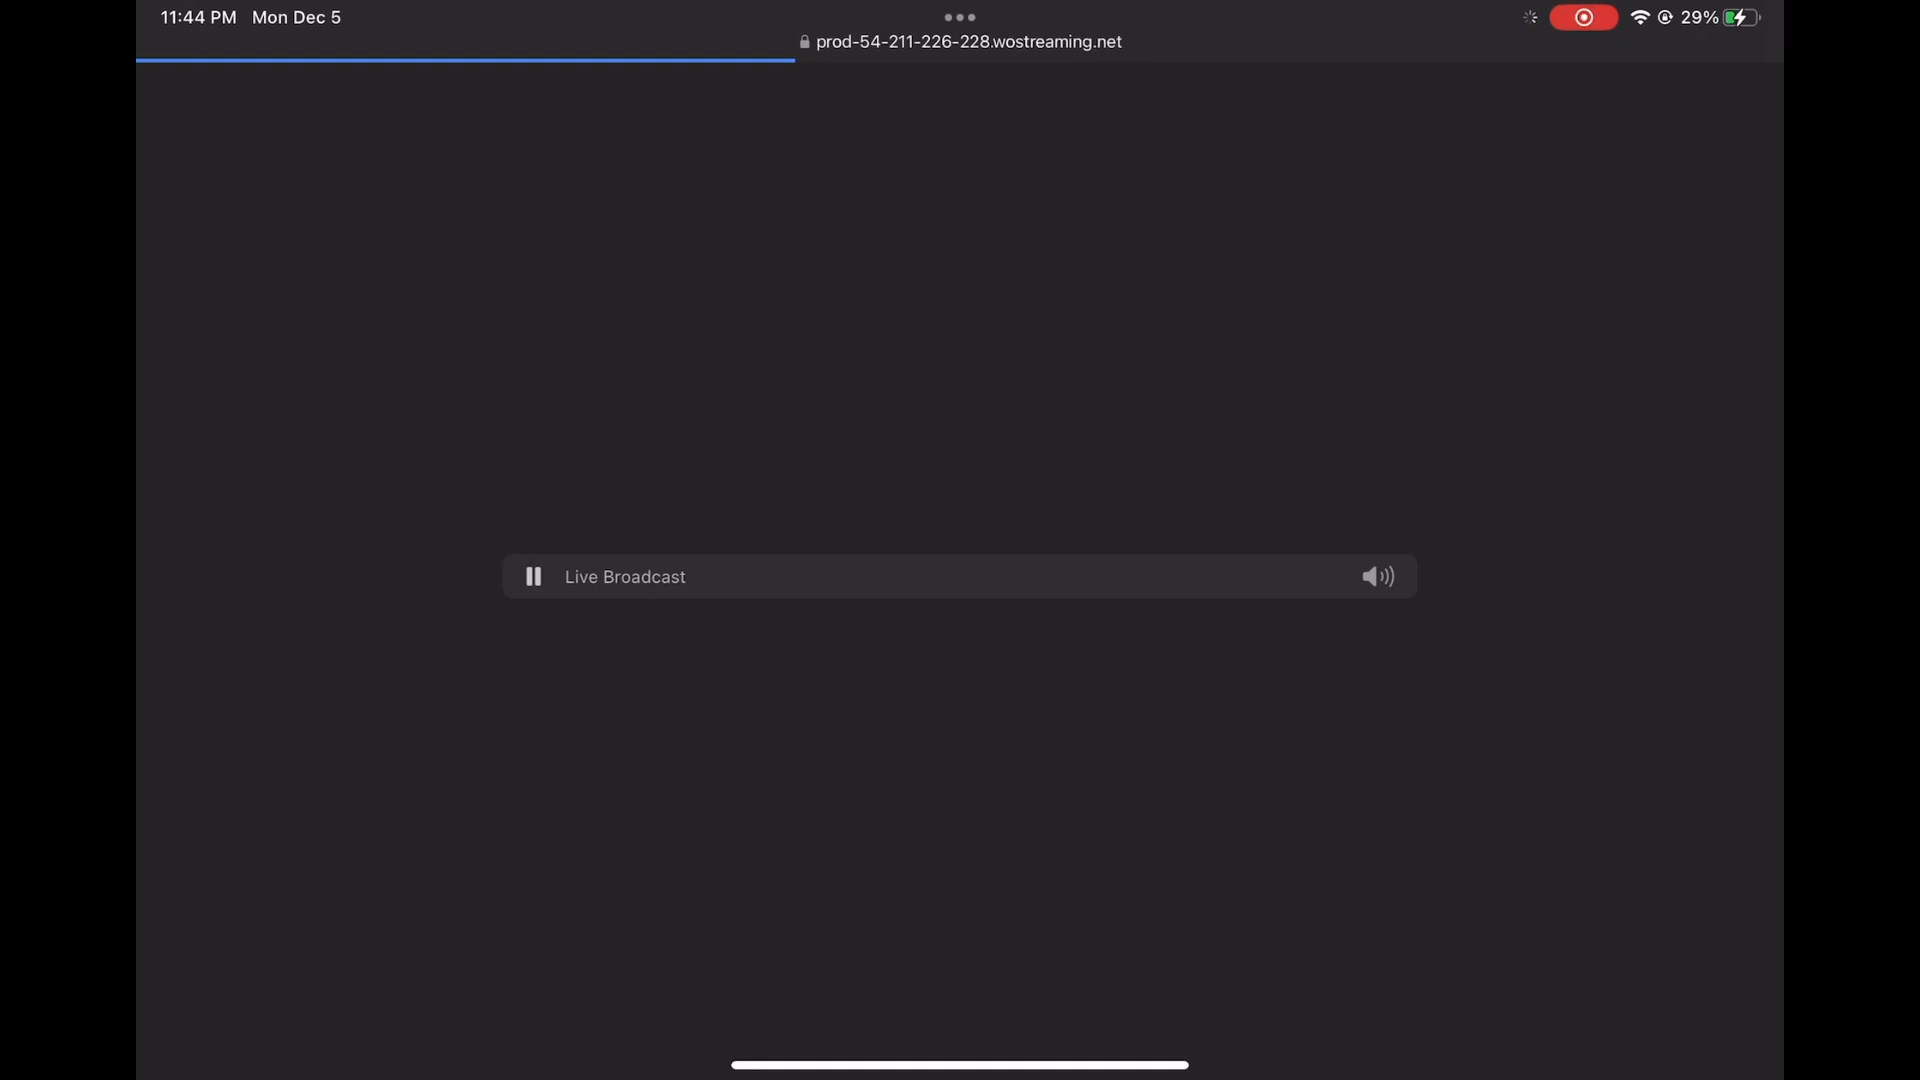 11:44 PM Mon Dec 5
29%
prod-54-211-226-228.wostreaming.net
Live Broadcast